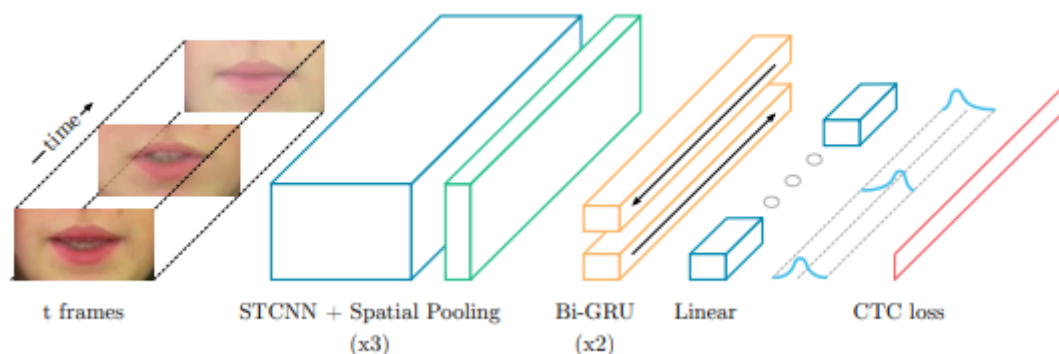 time
t frames
STCNN + Spatial Pooling
(x3)
Bi-GRU
(x2)
Linear
CTC loss